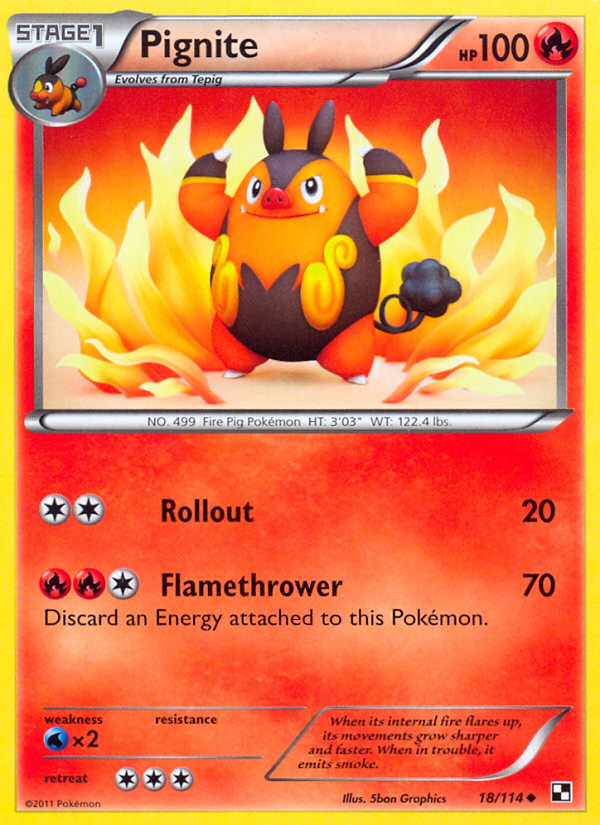 STAGE1
Pignite
HP100
Evolves from Tepig
NO. 499 Fire Pig Pokémon HT: 3'03" WT: 122.4 lbs.
Rollout 20
Flamethrower 70
Discard an Energy attached to this Pokémon.
weakness resistance
×2
retreat
When its internal fire flares up,
its movements grow sharper
and faster. When in trouble, it
emits smoke.
©2011 Pokémon
Illus. 5ban Graphics
18/114